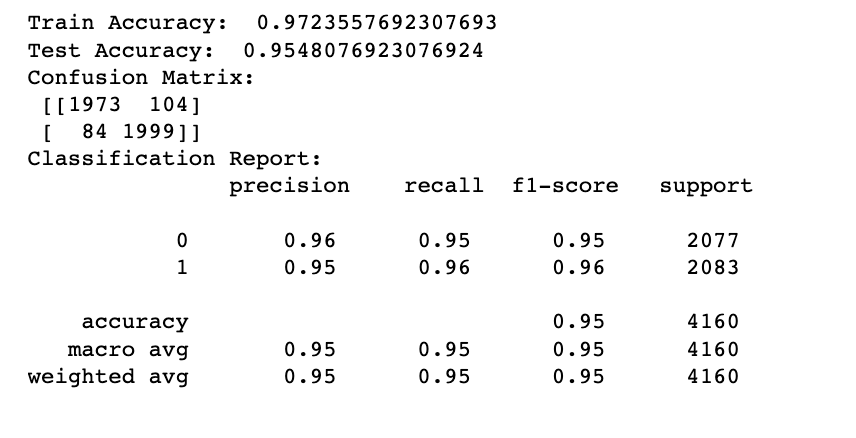 Train Accuracy:  0.9723557692307693
Test Accuracy:  0.9548076923076924
Confusion Matrix:
 [[1973  104]
 [  84 1999]]
Classification Report:
               precision    recall  f1-score   support

           0       0.96      0.95      0.95      2077
           1       0.95      0.96      0.96      2083

    accuracy                           0.95      4160
   macro avg       0.95      0.95      0.95      4160
weighted avg       0.95      0.95      0.95      4160